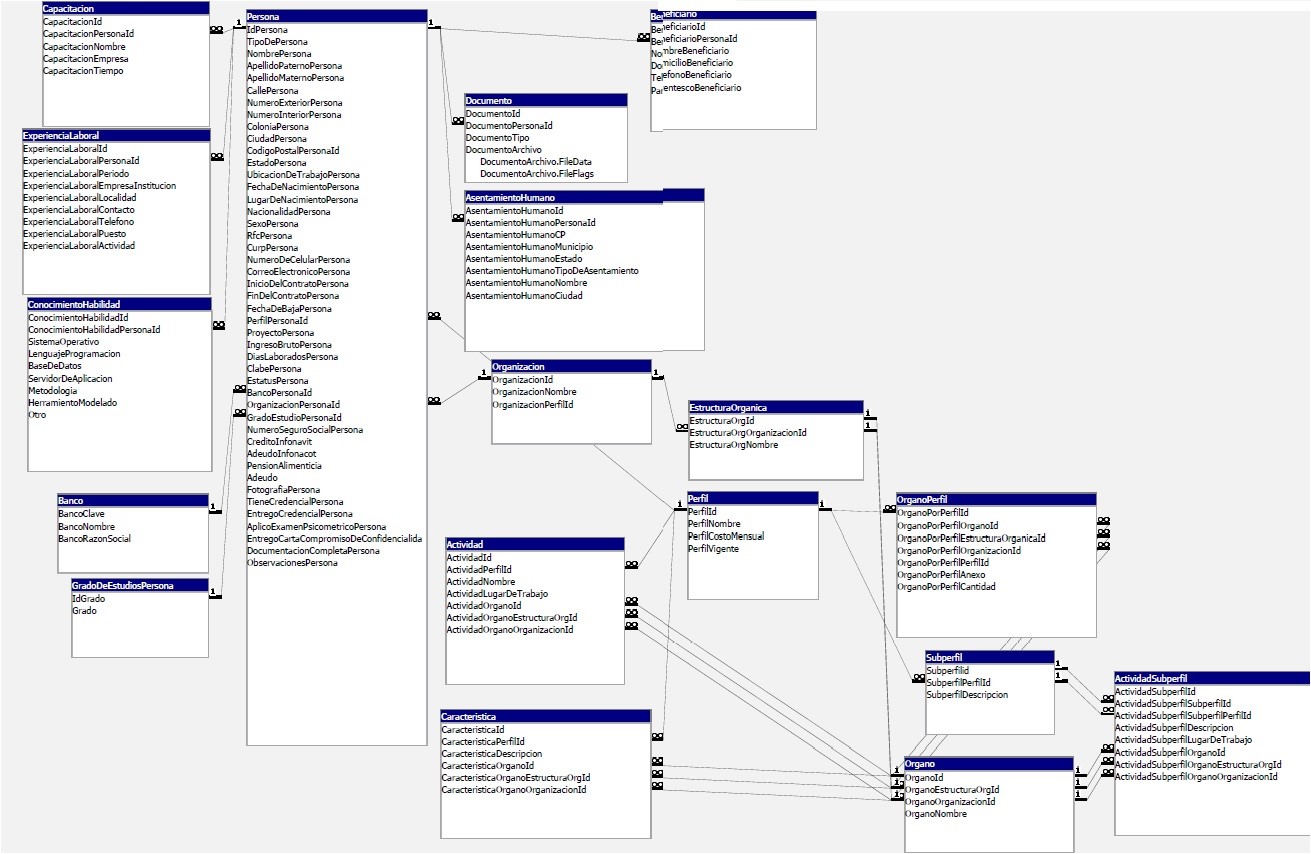 Capacitacion
CapacitacionId
CapacitacionPersonaId
CapacitacionNombre
CapacitacionEmpresa
CapacitacionTiempo
ExperienciaLaboral
ExperienciaLaboralId
ExperienciaLaboralPersonaId
ExperienciaLaboralPeriodo
ExperienciaLaboralEmpresaInstitucion
ExperienciaLaboralLocalidad
ExperienciaLaboralContacto
ExperienciaLaboralTelefono
ExperienciaLaboralPuesto
ExperienciaLaboralActividad
ConocimientoHabilidad
ConocimientoHabilidadId
ConocimientoHabilidadPersonaId
SistemaOperativo
LenguajeProgramacion
BaseDeDatos
ServidorDeAplicacion
Metodologia
HerramientoModelado
Otro
Banco
BancoClave
BancoNombre
BancoRazonSocial
GradoDeEstudiosPersona
IdGrado
Grado
Persona
IdPersona
TipoDePersona
NombrePersona
ApellidoPaternoPersona
ApellidoMaternoPersona
CallePersona
NumeroExteriorPersona
NumeroInteriorPersona
ColoniaPersona
CiudadPersona
CodigoPostalPersonaId
EstadoPersona
UbicacionDeTrabajoPersona
FechaDeNacimientoPersona
LugarDeNacimientoPersona
NacionalidadPersona
SexoPersona
RfcPersona
CurpPersona
NumeroDeCelularPersona
CorreoElectronicoPersona
InicioDelContratoPersona
FinDelContratoPersona
FechaDeBajaPersona
PerfilPersonaId
ProyectoPersona
IngresoBrutoPersona
DiasLaboradosPersona
ClabePersona
EstatusPersona
BancoPersonaId
OrganizacionPersonaId
GradoEstudioPersonaId
NumeroSeguroSocialPersona
CreditoInfonavit
AdeudoInfonacot
PensionAlimenticia
Adeudo
FotografiaPersona
TieneCredencialPersona
EntregoCredencialPersona
AplicoExamenPsicometricoPersona
EntregoCartaCompromisoDeConfidencialida
DocumentacionCompletaPersona
ObservacionesPersona
Documento
DocumentoId
DocumentoPersonaId
DocumentoTipo
DocumentoArchivo
DocumentoArchivo.FileData
DocumentoArchivo.FileFlags
AsentamientoHumano
AsentamientoHumanoId
AsentamientoHumanoPersonaId
AsentamientoHumanoCP
AsentamientoHumanoMunicipio
AsentamientoHumanoEstado
AsentamientoHumanoTipoDeAsentamiento
AsentamientoHumanoNombre
AsentamientoHumanoCiudad
Beneficiario
BeneficiarioId
BeneficiarioPersonaId
NombreBeneficiario
DomicilioBeneficiario
TelefonoBeneficiario
ParentescoBeneficiario
Organizacion
OrganizacionId
OrganizacionNombre
OrganizacionPerfilId
EstructuraOrganica
EstructuraOrgId
EstructuraOrgOrganizacionId
EstructuraOrgNombre
Perfil
PerfilId
PerfilNombre
PerfilCostoMensual
PerfilVigente
OrganoPerfil
OrganoPorPerfilId
OrganoPorPerfilOrganoId
OrganoPorPerfilEstructuraOrganicaId
OrganoPorPerfilOrganizacionId
OrganoPorPerfilPerfilId
OrganoPorPerfilAnexo
OrganoPorPerfilCantidad
Actividad
ActividadId
ActividadPerfilId
ActividadNombre
ActividadLugarDeTrabajo
ActividadOrganoId
ActividadOrganoEstructuraOrgId
ActividadOrganoOrganizacionId
Caracteristica
CaracteristicaId
CaracteristicaPerfilId
CaracteristicaDescripcion
CaracteristicaOrganoId
CaracteristicaOrganoEstructuraOrgId
CaracteristicaOrganoOrganizacionId
Subperfil
SubperfilId
SubperfilPerfilId
SubperfilDescripcion
Organo
OrganoId
OrganoEstructuraOrgId
OrganoOrganizacionId
OrganoNombre
ActividadSubperfil
ActividadSubperfilId
ActividadSubperfilSubperfilId
ActividadSubperfilSubperfilPerfilId
ActividadSubperfilDescripcion
ActividadSubperfilLugarDeTrabajo
ActividadSubperfilOrganoId
ActividadSubperfilOrganoEstructuraOrgId
ActividadSubperfilOrganoOrganizacionId